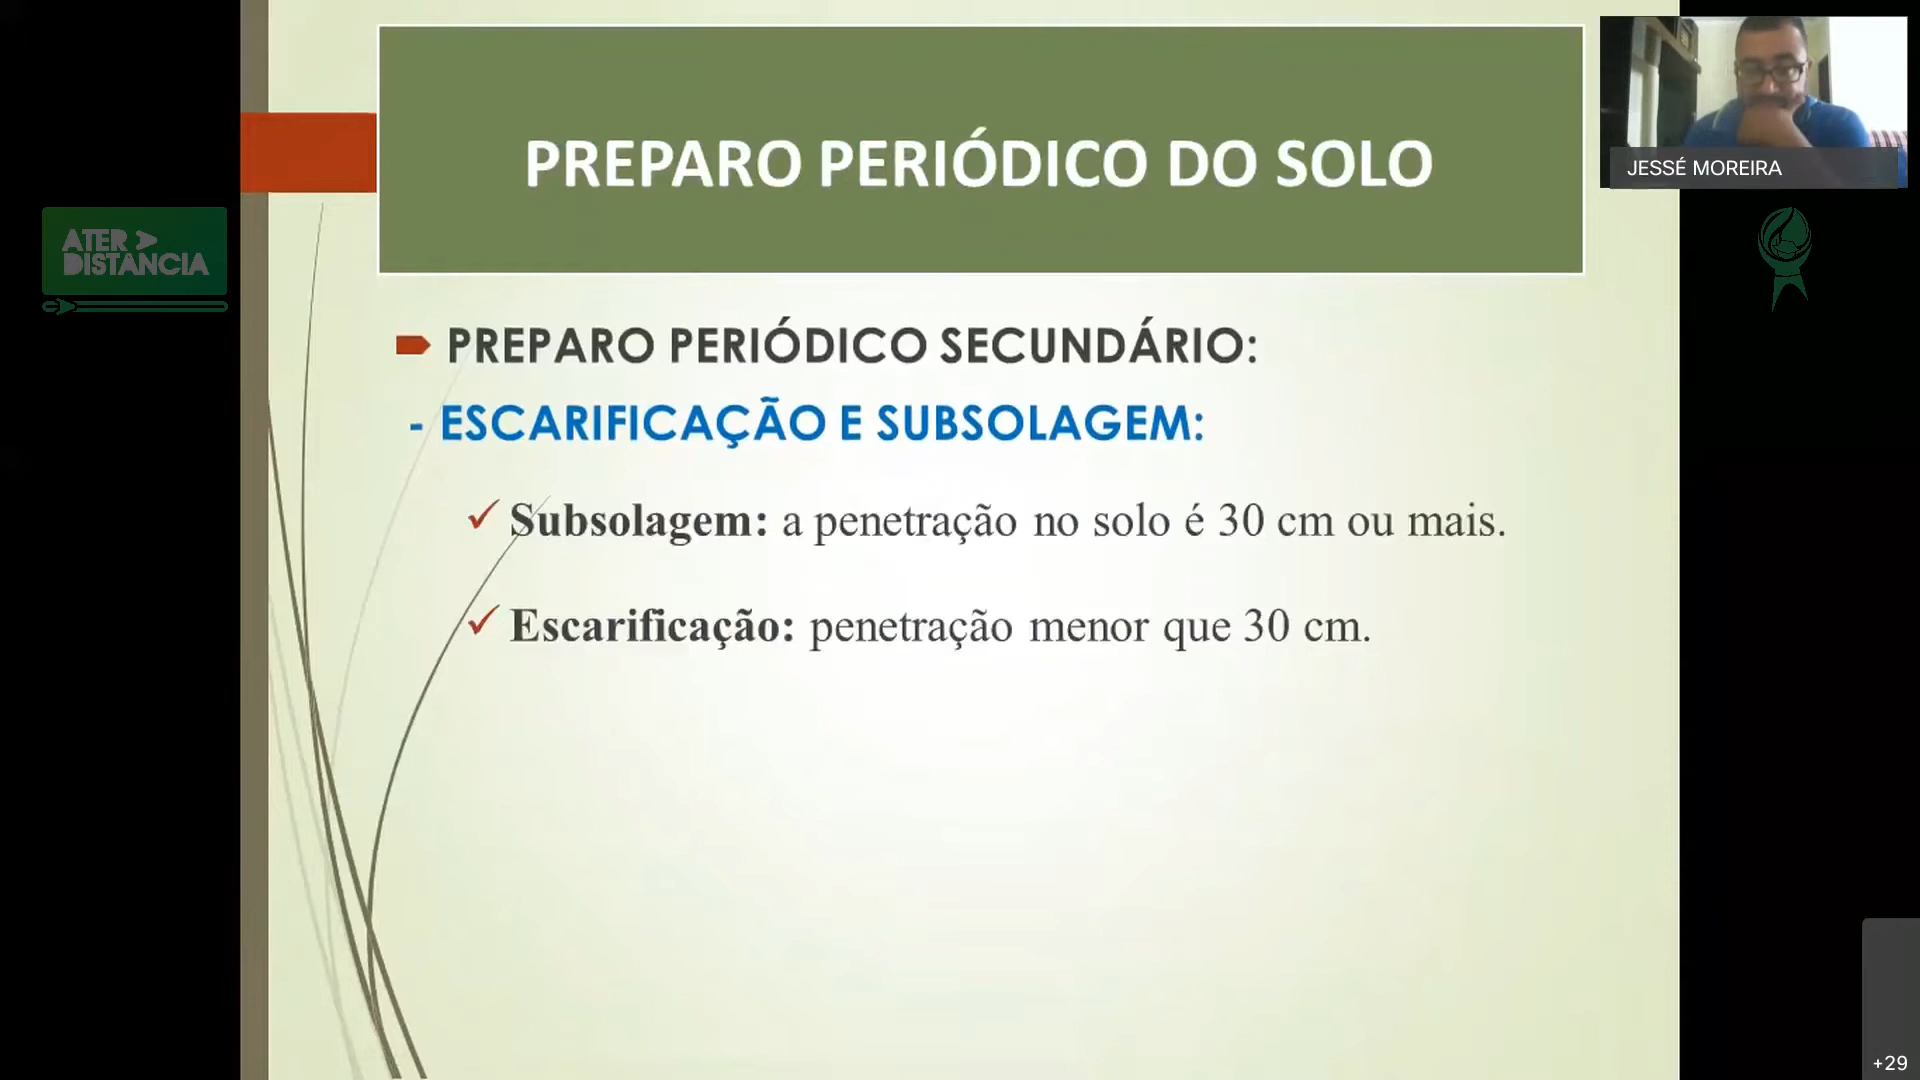 PREPARO PERIÓDICO DO SOLO
JESSÉ MOREIRA
ATER
DISTÂNCIA
PREPARO PERIÓDICO SECUNDÁRIO:
- ESCARIFICAÇÃO E SUBSOLAGEM:
✓ Subsolagem: a penetração no solo é 30 cm ou mais.
✓ Escarificação: penetração menor que 30 cm.
+29